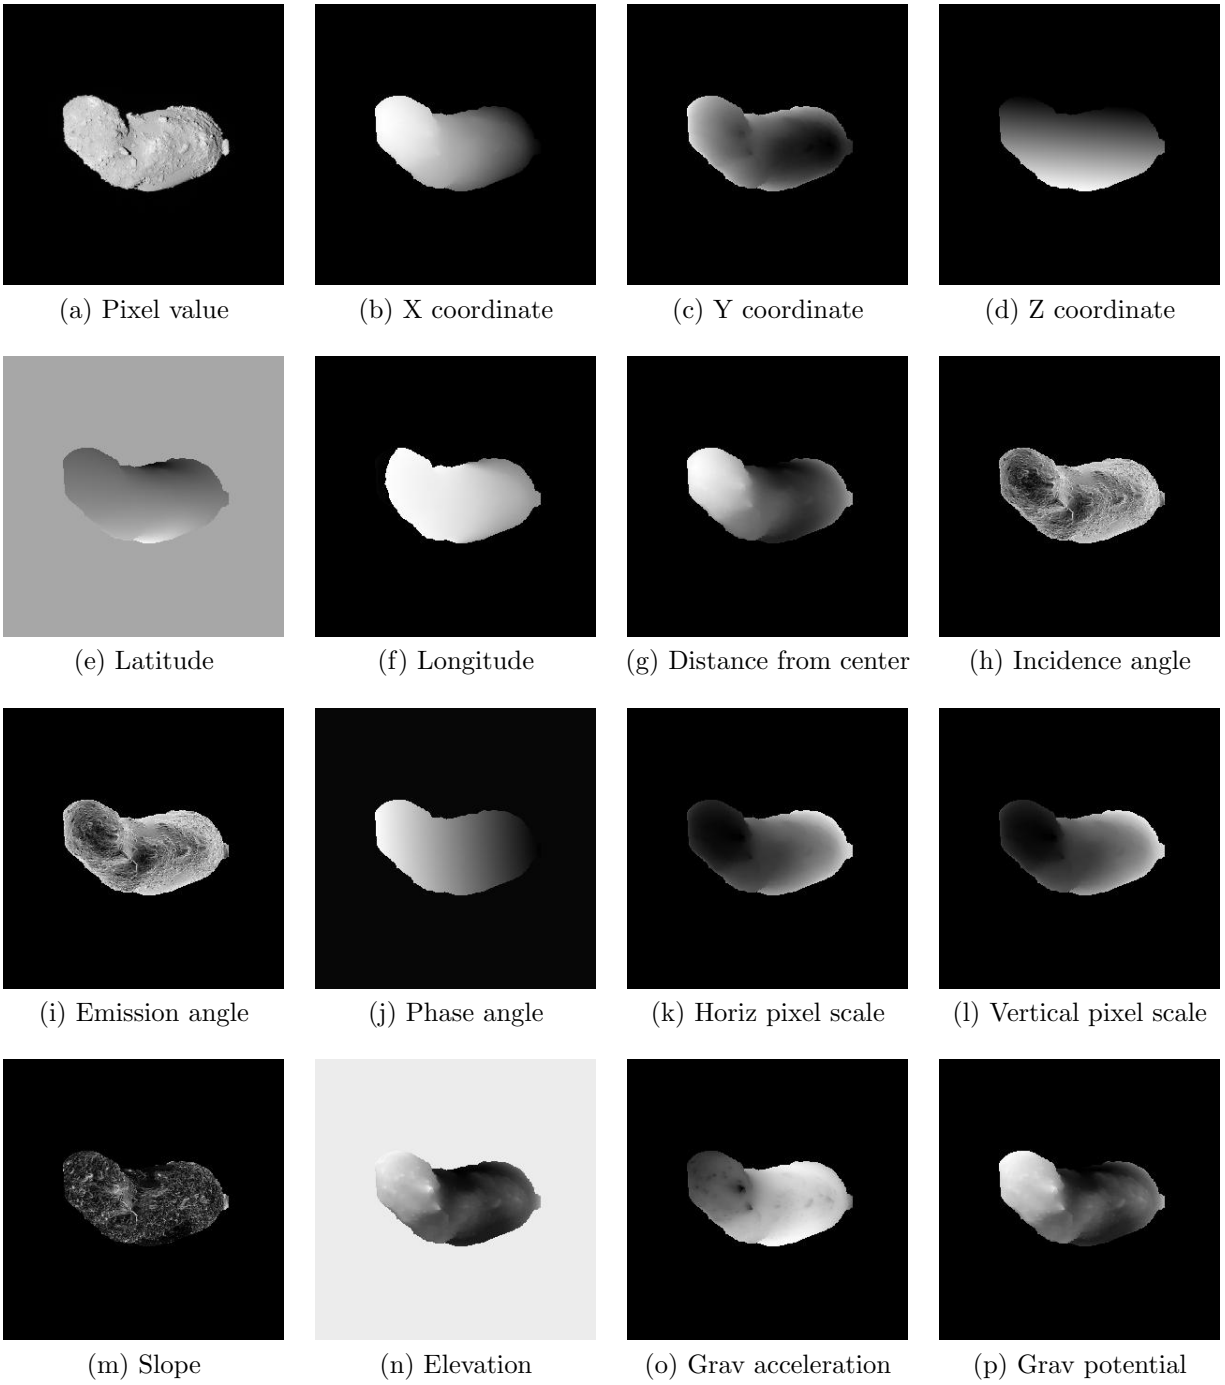 (a) Pixel value
(b) X coordinate
(c) Y coordinate
(d) Z coordinate
(e) Latitude
(f) Longitude
(g) Distance from center
(h) Incidence angle
(i) Emission angle
(j) Phase angle
(k) Horiz pixel scale
(l) Vertical pixel scale
(m) Slope
(n) Elevation
(o) Grav acceleration
(p) Grav potential